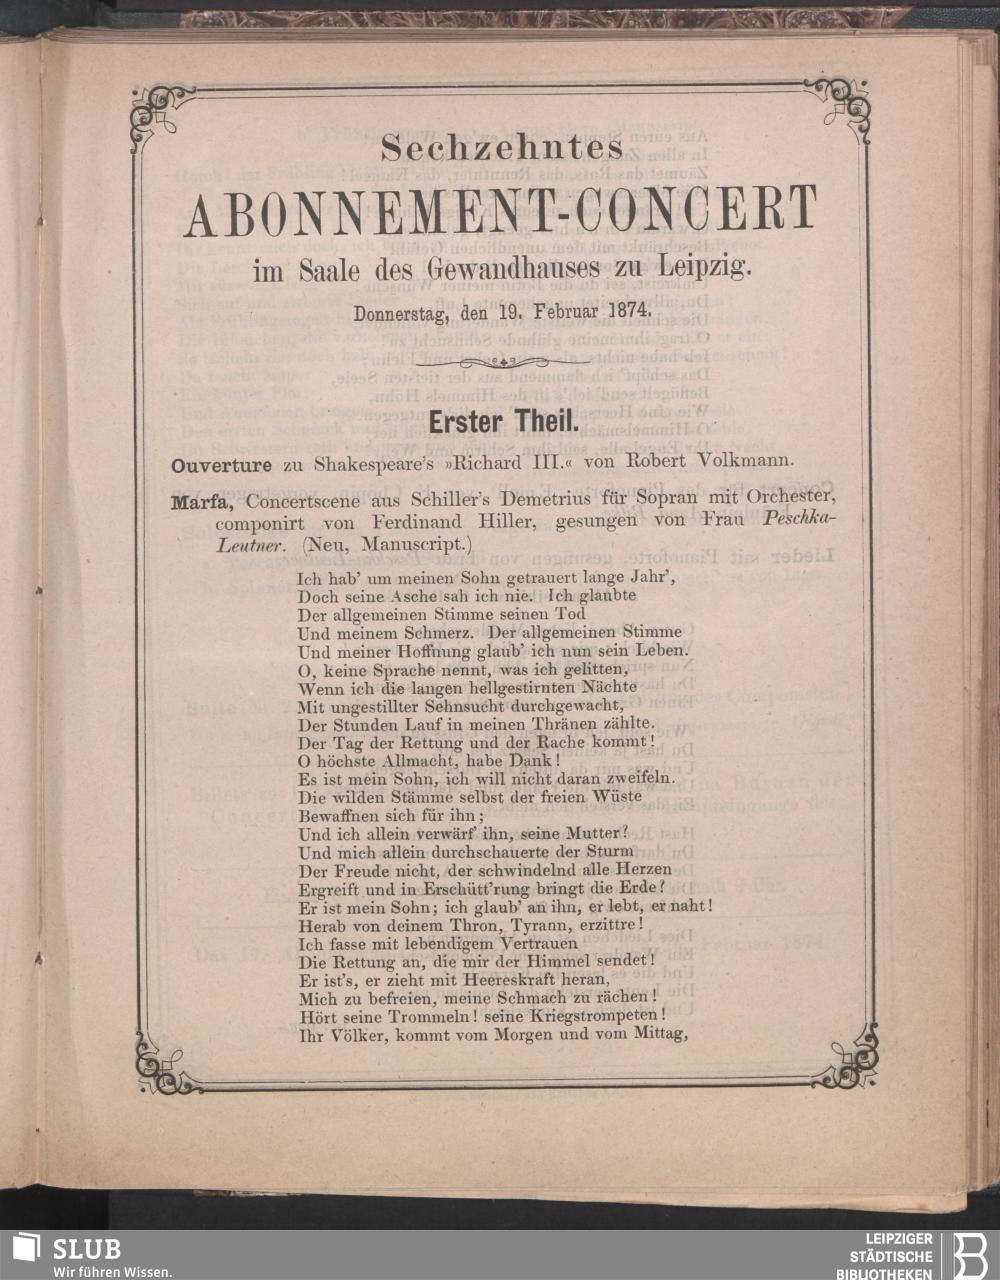 Sechzehntes
ABONNEMENT-CONCERT
im Saale des Gewandhauses zu Leipzig.
Donnerstag, den 19. Februar 1874.
Erster Theil.
Ouverture zu Shakespeare's »Richard III.« von Robert Volkmann.
Marfa, Concertscene aus Schiller's Demetrius für Sopran mit Orchester,
componirt von Ferdinand Hiller, gesungen von Frau Peschka-
Leutner. (Neu, Manuscript.)
Ich hab' um meinen Sohn getrauert lange Jahr',
Doch seine Asche sah ich nie. Ich glaubte
Der allgemeinen Stimme seinen Tod
Und meinem Schmerz. Der allgemeinen Stimme
Und meiner Hoffnung glaub' ich nun sein Leben.
O, keine Sprache nennt, was ich gelitten,
Wenn ich die langen hellgestirnten Nächte
Mit ungestillter Sehnsucht durchgewacht,
Der Stunden Lauf in meinen Thränen zählte.
Der Tag der Rettung und der Rache kommt!
O höchste Allmacht, habe Dank!
Es ist mein Sohn, ich will nicht daran zweifeln.
Die wilden Stämme selbst der freien Wüste
Bewaffnen sich für ihn;
Und ich allein verwärf' ihn, seine Mutter?
Und mich allein durchschauerte der Sturm
Der Freude nicht, der schwindelnd alle Herzen
Ergreift und in Erschütt'rung bringt die Erde?
Er ist mein Sohn; ich glaub' an ihn, er lebt, er naht!
Herab von deinem Thron, Tyrann, erzittre!
Ich fasse mit lebendigem Vertrauen
Die Rettung an, die mir der Himmel sendet!
Er ist's, er zieht mit Heereskraft heran,
Mich zu befreien, meine Schmach zu rächen!
Hört seine Trommeln! seine Kriegstrompeten!
Ihr Völker, kommt vom Morgen und vom Mittag,
SLUB
Wir führen Wissen.
LEIPZIGER
STÄDTISCHE
BIBLIOTHEKEN